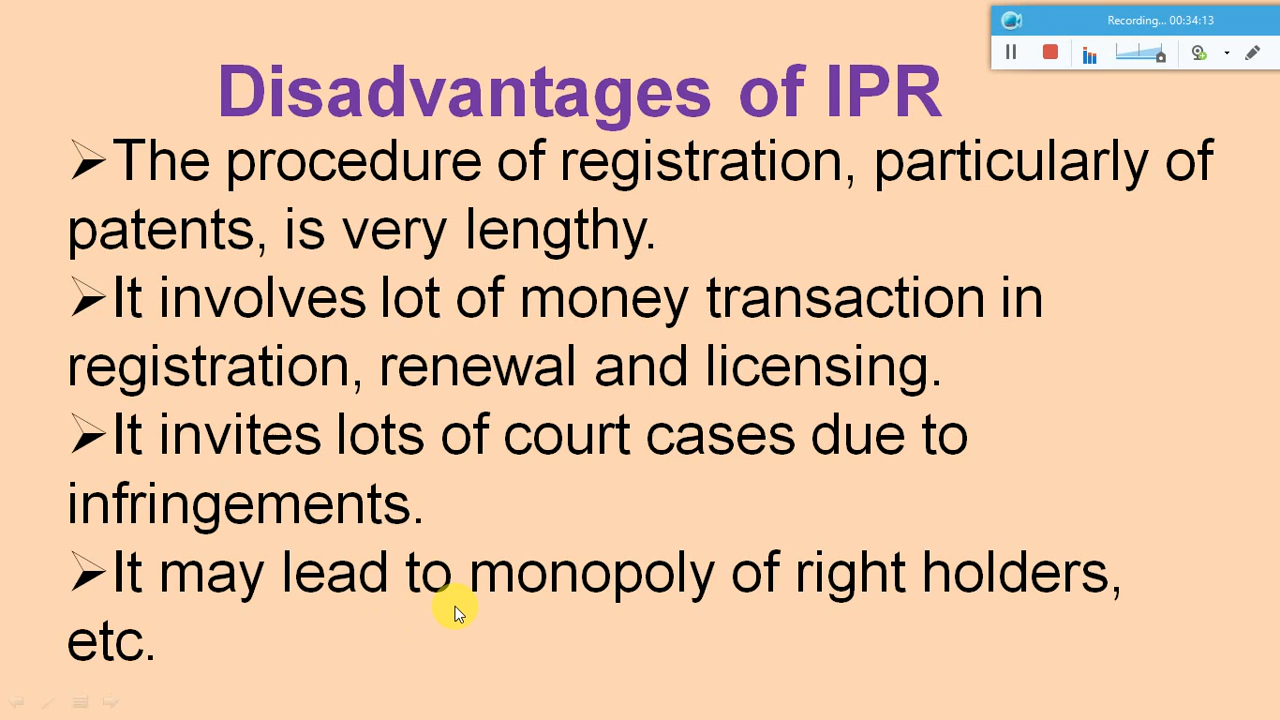 Recording... 00:34:13
Disadvantages of IPR
➢The procedure of registration, particularly of
patents, is very lengthy.
➢It involves lot of money transaction in
registration, renewal and licensing.
➢It invites lots of court cases due to
infringements.
➢It may lead to monopoly of right holders,
etc.